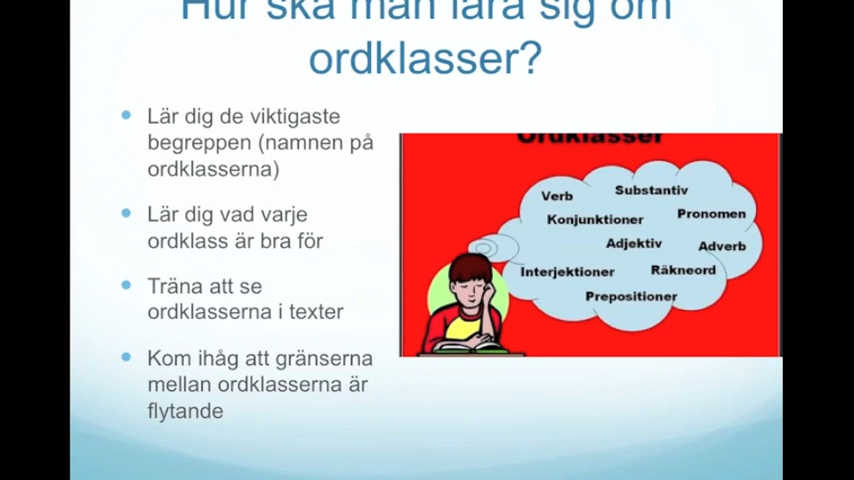 Hur ska man lära sig om
ordklasser?
Lär dig de viktigaste
begreppen (namnen på
ordklasserna)
Lär dig vad varje
ordklass är bra för
Träna att se
ordklasserna i texter
Kom ihåg att gränserna
mellan ordklasserna är
flytande
Ordklasser
Verb
Substantiv
Konjunktioner
Pronomen
Adjektiv
Adverb
Interjektioner
Räkneord
Prepositioner